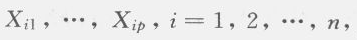 X_{i1}, ⋯, X_{ip}, i = 1, 2, ⋯, n,